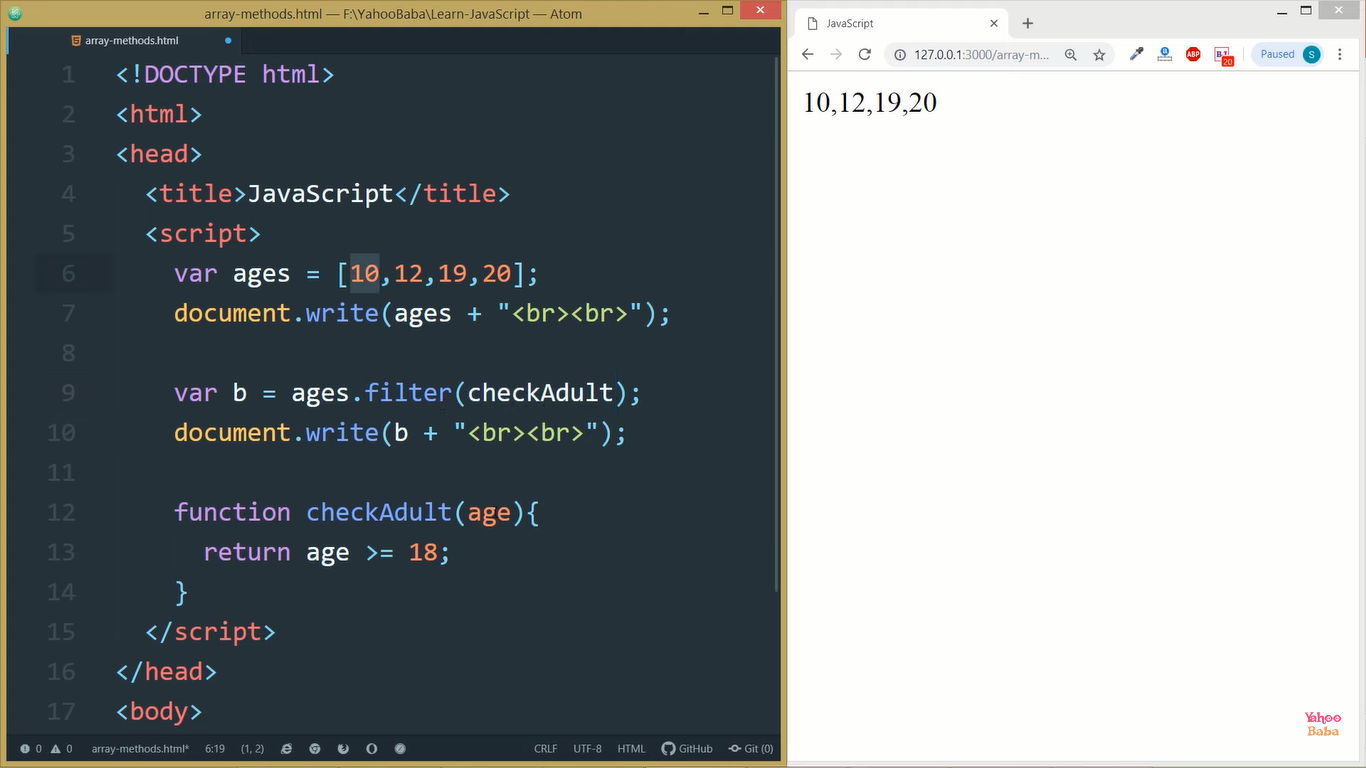 array-methods.html — F:\YahooBaba\Learn-JavaScript — Atom
array-methods.html
1 <!DOCTYPE html>
2 <html>
3 <head>
4 <title>JavaScript</title>
5 <script>
6 var ages = [10,12,19,20];
7 document.write(ages + "<br><br>");
8
9 var b = ages.filter(checkAdult);
10 document.write(b + "<br><br>");
11
12 function checkAdult(age){
13 return age >= 18;
14 }
15 </script>
16 </head>
17 <body>
0 0 array-methods.html* 6:19 (1, 2) CRLF UTF-8 HTML GitHub Git (0)
JavaScript
127.0.0.1:3000/array-m... ABP 20 Paused S
10,12,19,20
Yahoo
Baba